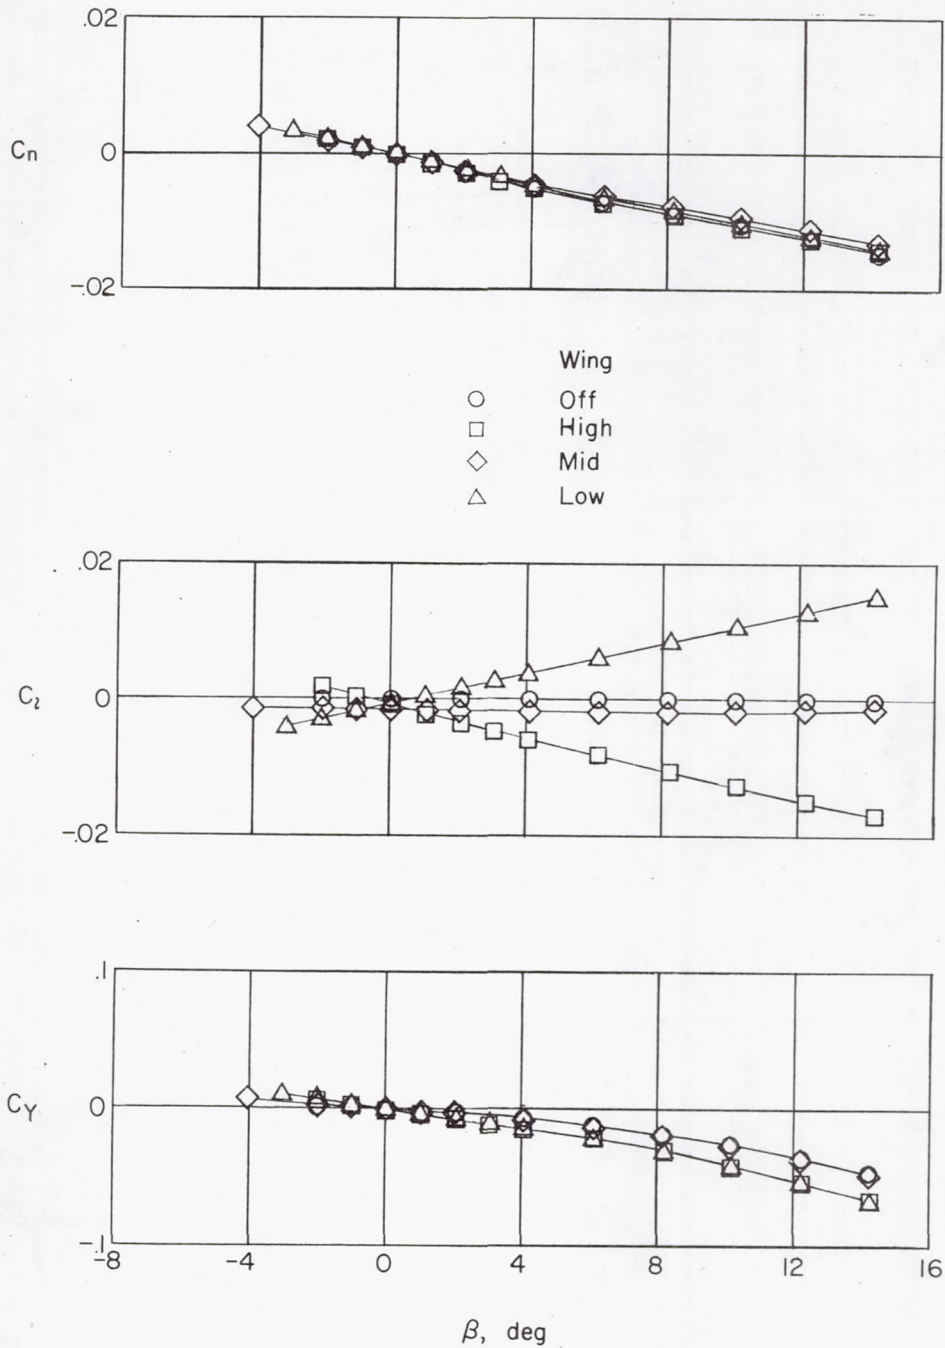 .02
Cn
0
-.02
Wing
Off
High
Mid
Low
.02
Cl
0
-.02
.1
CY
0
-.1
-8 -4 0 4 8 12 16
β, deg